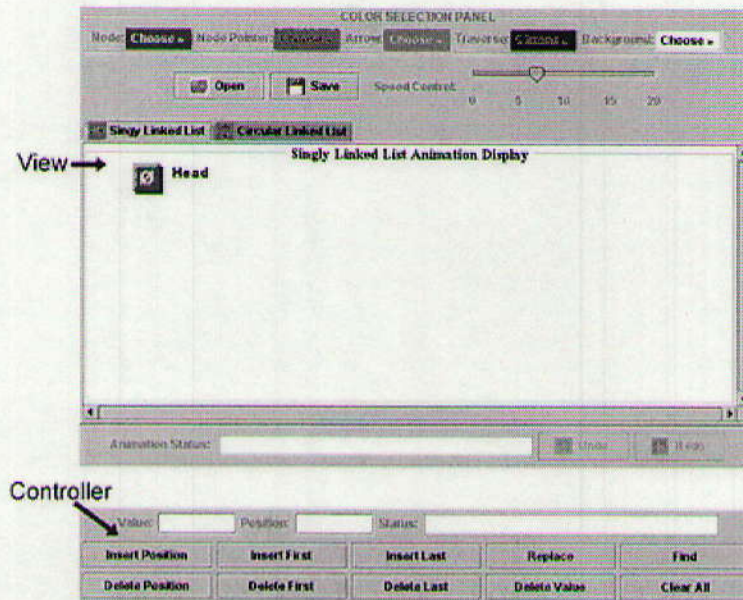 COLOR SELECTION PANEL
Node: Choose Node Pointer: Choose Arrow: Choose Traverse: Background: Choose
Open Save Speed Control:
0 5 10 15 20
Singy Linked List Circular Linked List
View
Singly Linked List Animation Display
Head
Animation Status: Undo Redo
Controller
Value: Position: Status:
Insert Position Insert First Insert Last Replace Find
Delete Position Delete First Delete Last Delete Value Clear All